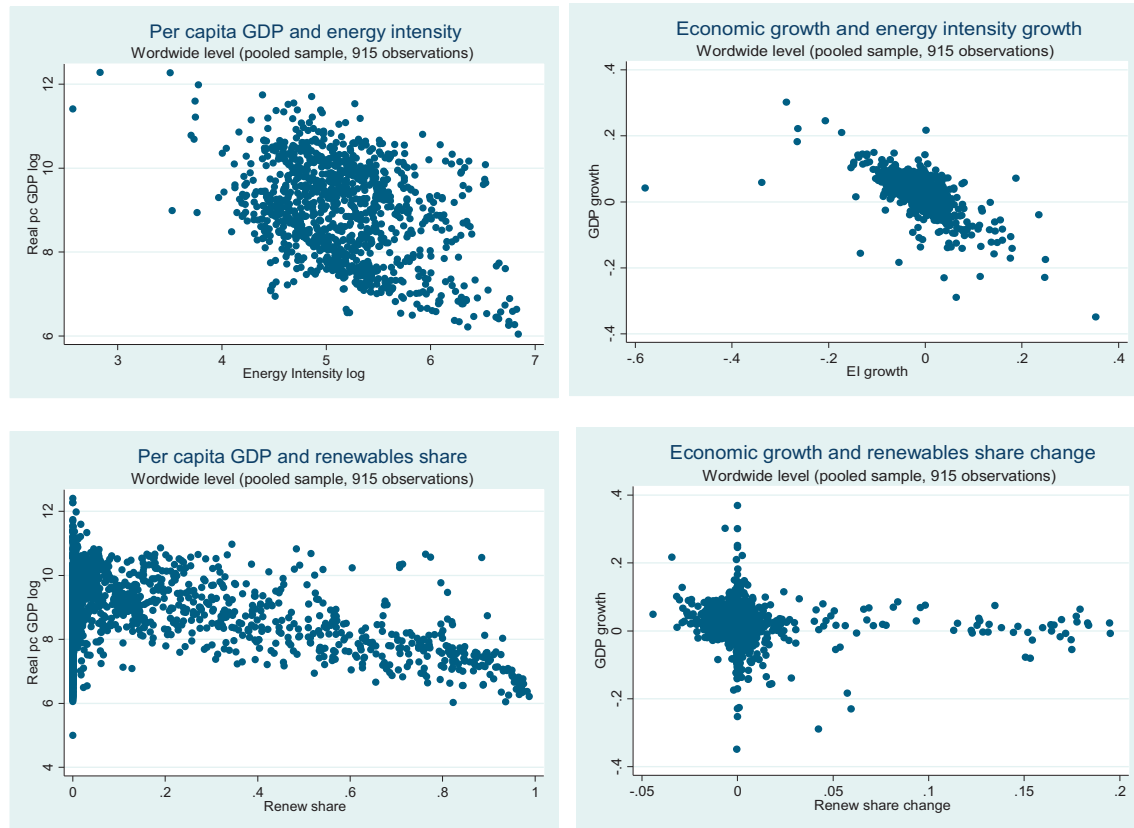 Per capita GDP and energy intensity
Wordwide level (pooled sample, 915 observations)
Real pc GDP log
12
10
8
6
3 4 5 6 7
Energy Intensity log
Economic growth and energy intensity growth
Wordwide level (pooled sample, 915 observations)
GDP growth
.4
.2
0
-.2
-.4
-.6 -.4 -.2 0 .2 .4
EI growth
Per capita GDP and renewables share
Wordwide level (pooled sample, 915 observations)
Real pc GDP log
12
10
8
6
4
0 .2 .4 .6 .8 1
Renew share
Economic growth and renewables share change
Wordwide level (pooled sample, 915 observations)
GDP growth
.4
.2
0
-.2
-.4
-.05 0 .05 .1 .15 .2
Renew share change